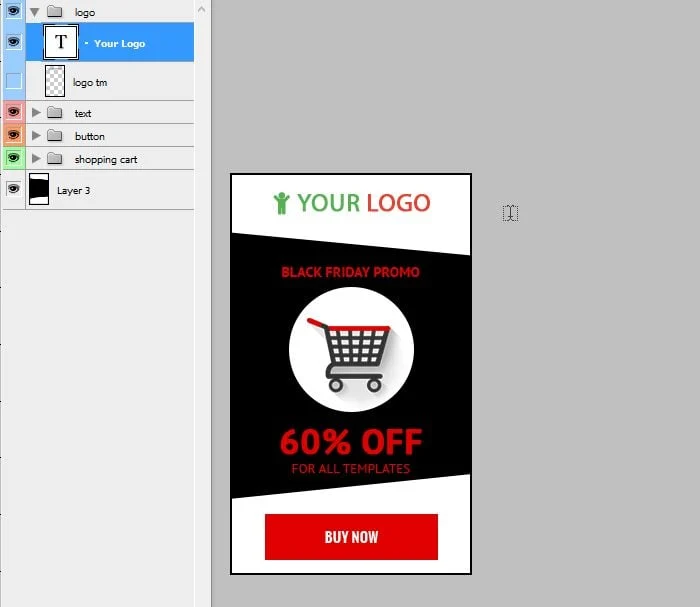 logo
T
- Your Logo
logo tm
text
button
shopping cart
Layer 3
YOUR LOGO
BLACK FRIDAY PROMO
60% OFF
FOR ALL TEMPLATES
BUY NOW